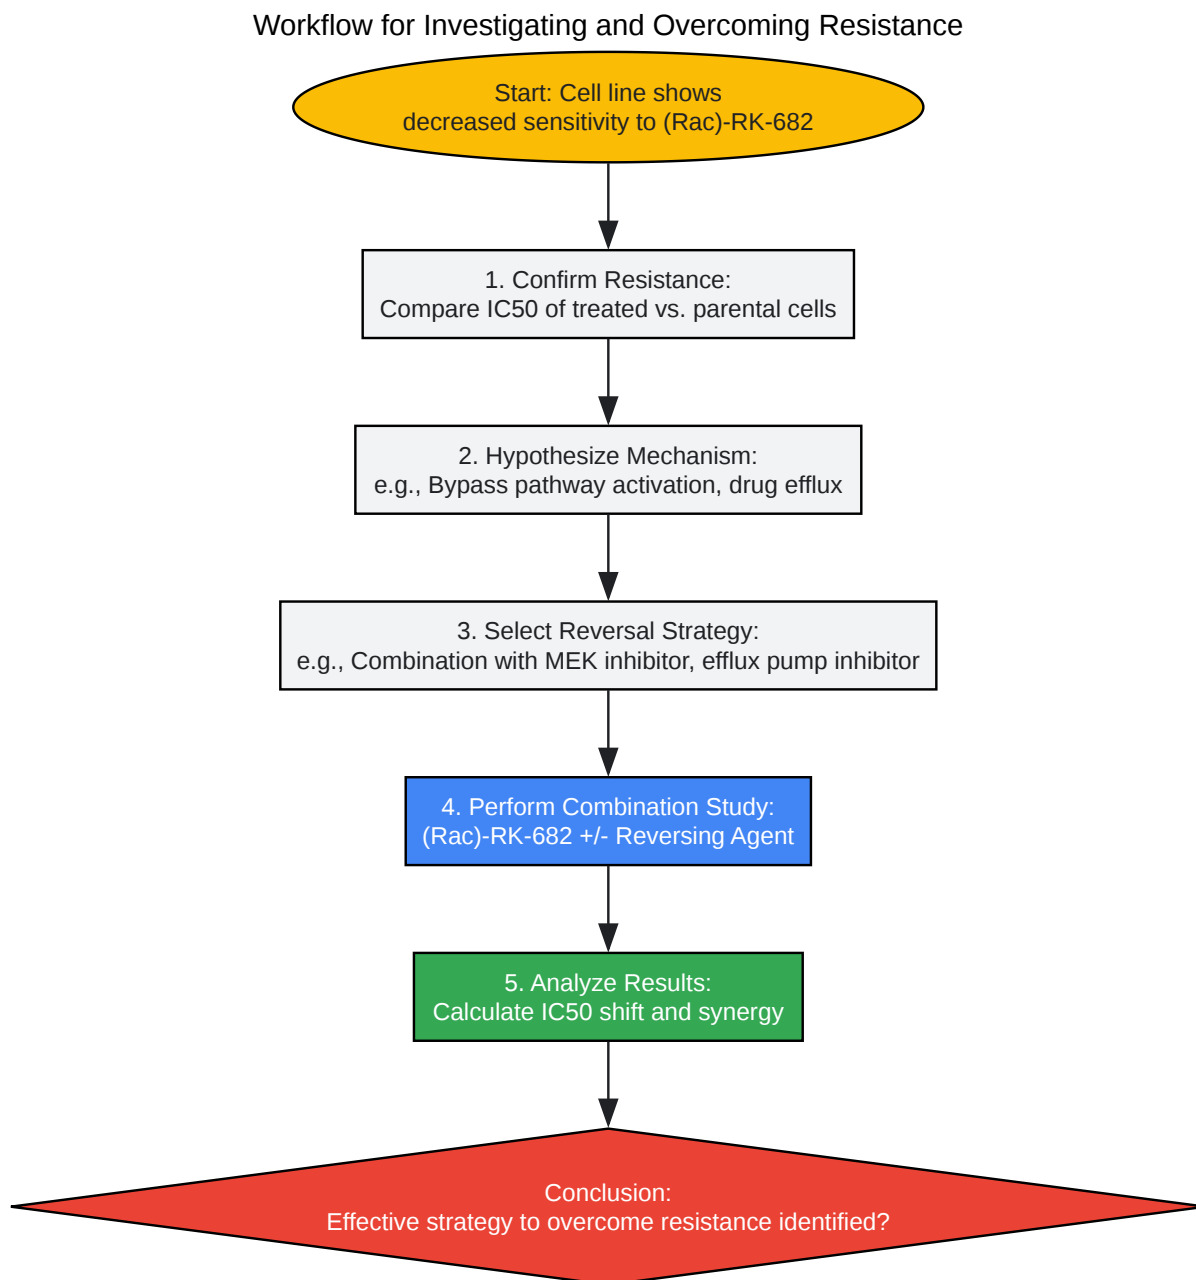 Workflow for Investigating and Overcoming Resistance
Start: Cell line shows
decreased sensitivity to (Rac)-RK-682
1. Confirm Resistance:
Compare IC50 of treated vs. parental cells
2. Hypothesize Mechanism:
e.g., Bypass pathway activation, drug efflux
3. Select Reversal Strategy:
e.g., Combination with MEK inhibitor, efflux pump inhibitor
4. Perform Combination Study:
(Rac)-RK-682 +/- Reversing Agent
5. Analyze Results:
Calculate IC50 shift and synergy
Conclusion:
Effective strategy to overcome resistance identified?